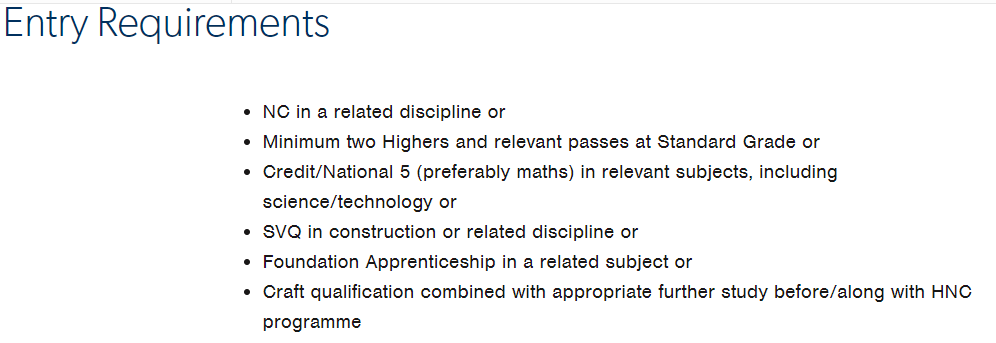 Entry Requirements
NC in a related discipline or
Minimum two Highers and relevant passes at Standard Grade or
Credit/National 5 (preferably maths) in relevant subjects, including
science/technology or
SVQ in construction or related discipline or
Foundation Apprenticeship in a related subject or
Craft qualification combined with appropriate further study before/along with HNC
programme